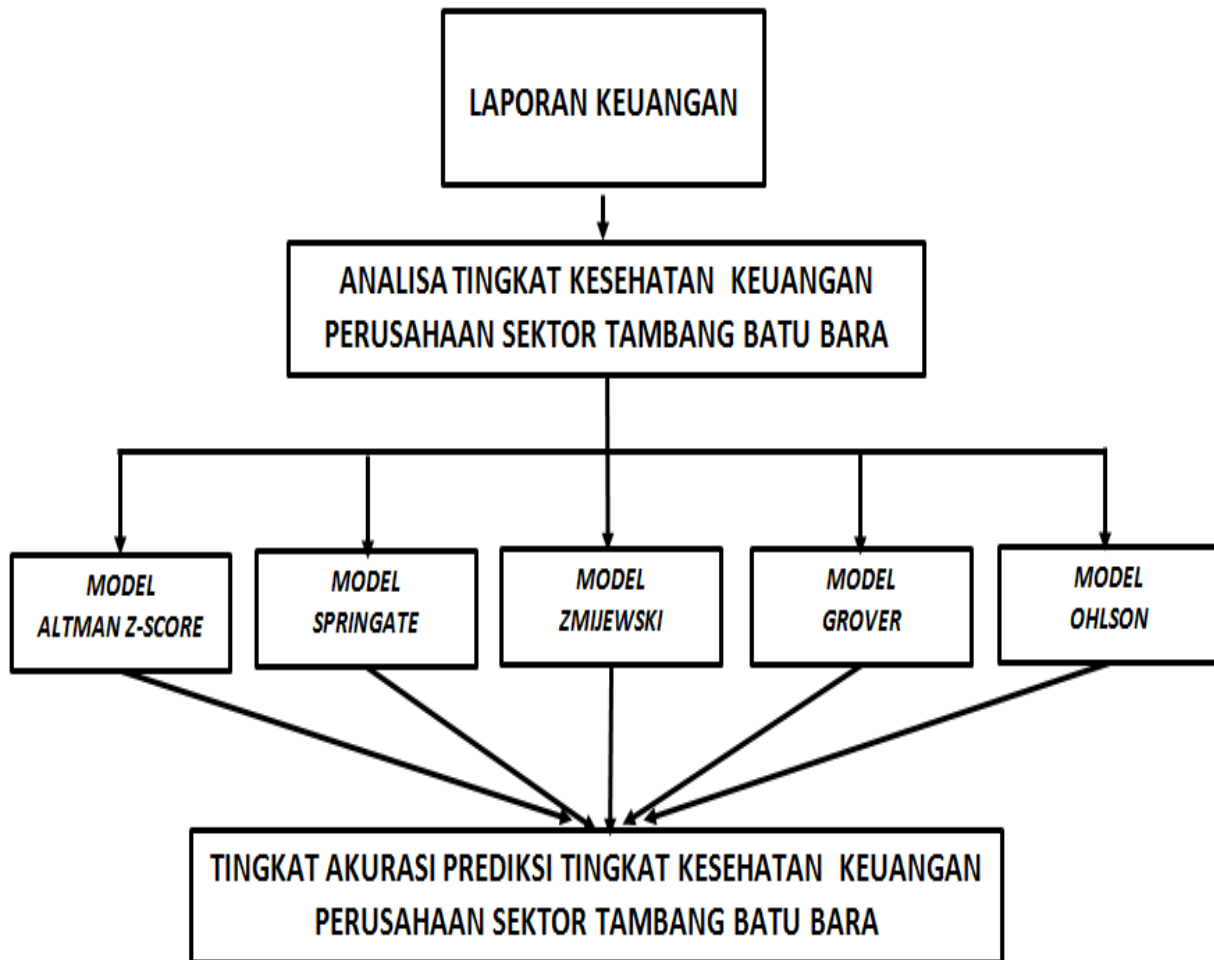 LAPORAN KEUANGAN
ANALISA TINGKAT KESEHATAN KEUANGAN
PERUSAHAAN SEKTOR TAMBANG BATU BARA
MODEL
ALTMAN Z-SCORE
MODEL
SPRINGATE
MODEL
ZMIJEWSKI
MODEL
GROVER
MODEL
OHLSON
TINGKAT AKURASI PREDIKSI TINGKAT KESEHATAN KEUANGAN
PERUSAHAAN SEKTOR TAMBANG BATU BARA